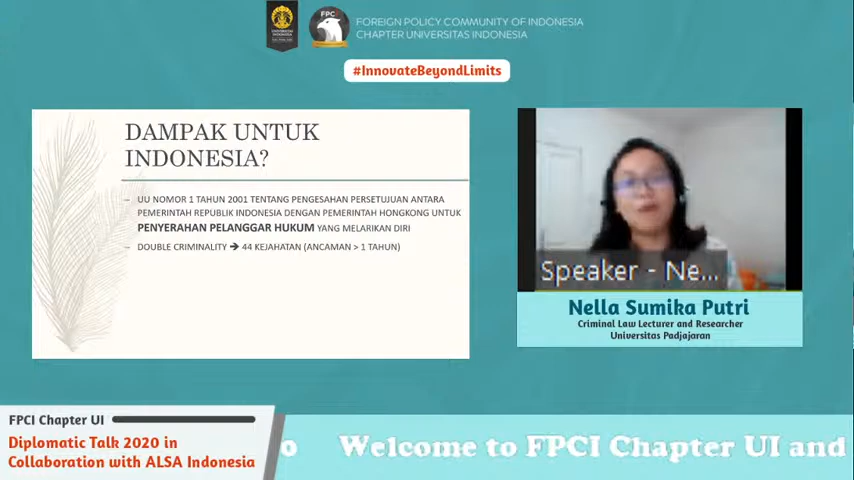 FPC
FOREIGN POLICY COMMUNITY OF INDONESIA
CHAPTER UNIVERSITAS INDONESIA
#InnovateBeyondLimits
DAMPAK UNTUK
INDONESIA?
– UU NOMOR 1 TAHUN 2001 TENTANG PENGESAHAN PERSETUJUAN ANTARA
PEMERINTAH REPUBLIK INDONESIA DENGAN PEMERINTAH HONGKONG UNTUK
PENYERAHAN PELANGGAR HUKUM YANG MELARIKAN DIRI
– DOUBLE CRIMINALITY ➔ 44 KEJAHATAN (ANCAMAN > 1 TAHUN)
Speaker - Ne...
Nella Sumika Putri
Criminal Law Lecturer and Researcher
Universitas Padjajaran
FPCI Chapter UI
Diplomatic Talk 2020 in
Collaboration with ALSA Indonesia
o Welcome to FPCI Chapter UI and